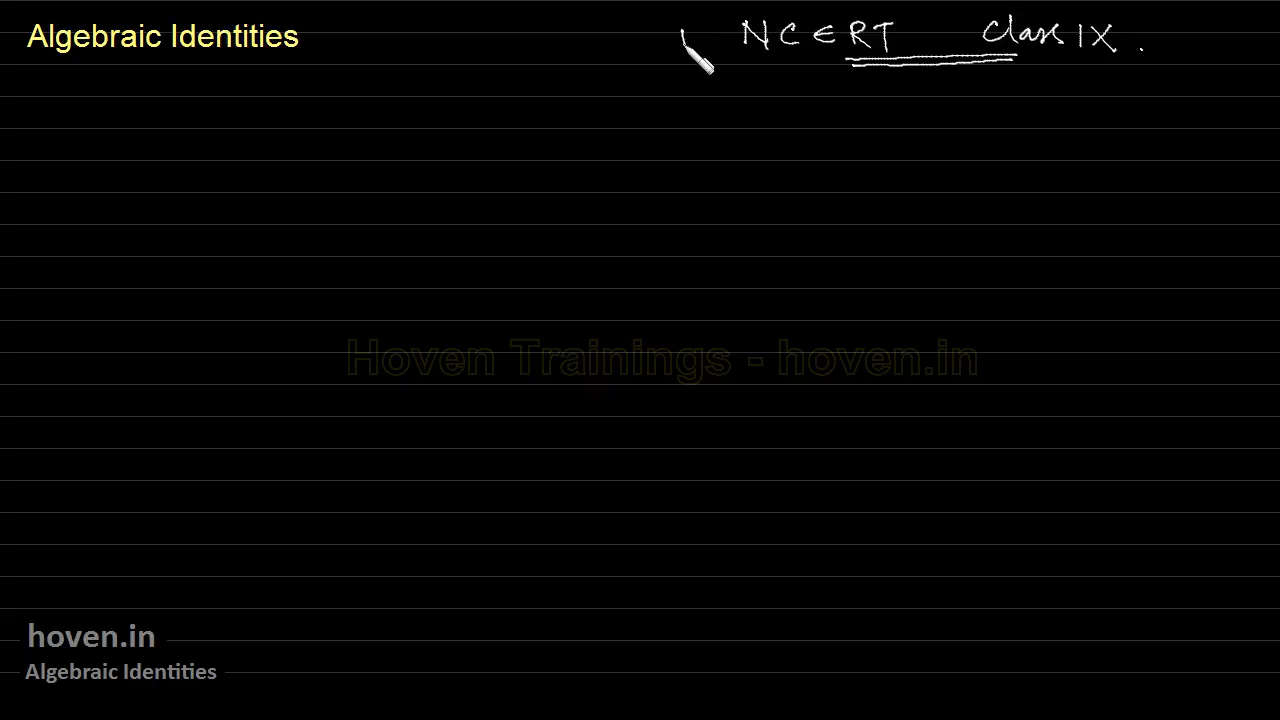 Algebraic Identities
NCERT Class IX.
Hoven Trainings - hoven.in
hoven.in
Algebraic Identities